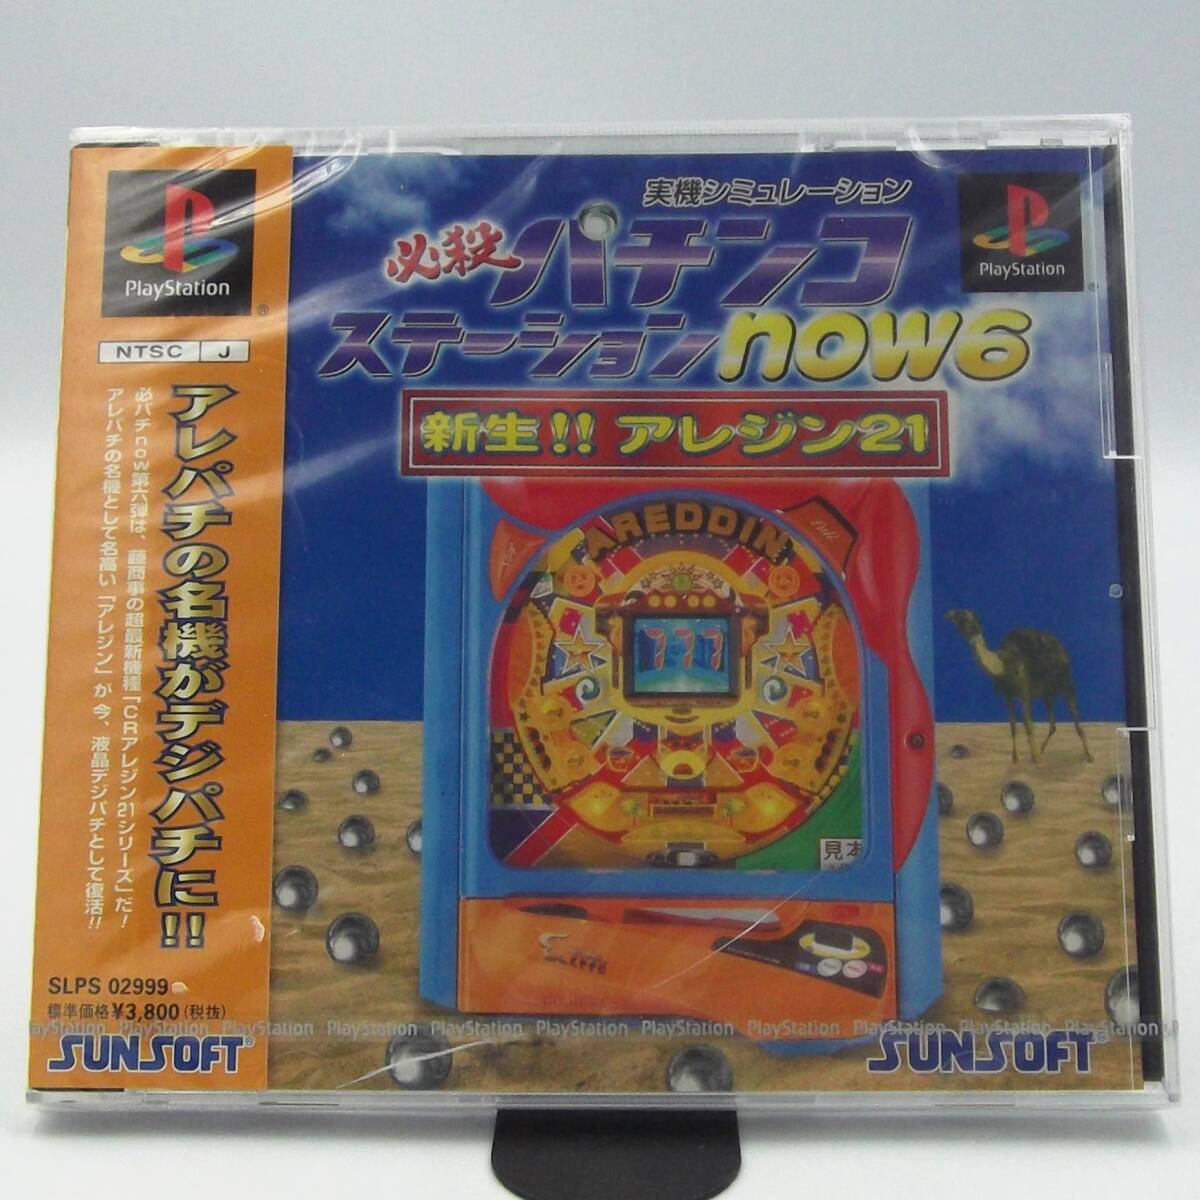 PlayStation
NTSC J
アレパチの名機がデジパチに!!
必パチnow第六弾は、藤商事の超最新機種「CRアレジン21シリーズ」だ!
アレパチの名機として名高い「アレジン」が今、液晶デジパチとして復活!!
SLPS 02999
標準価格¥3,800(税抜)
SUNSOFT®
実機シミュレーション
必殺パチンコ
ステーションnow6
新生!! アレジン21
PlayStation
AREDDIN
777
見本
PlayStation PlayStation PlayStation PlayStation PlayStation PlayStation PlayStation PlayStation PlayStation PlayStation PlayStation
SUNSOFT®